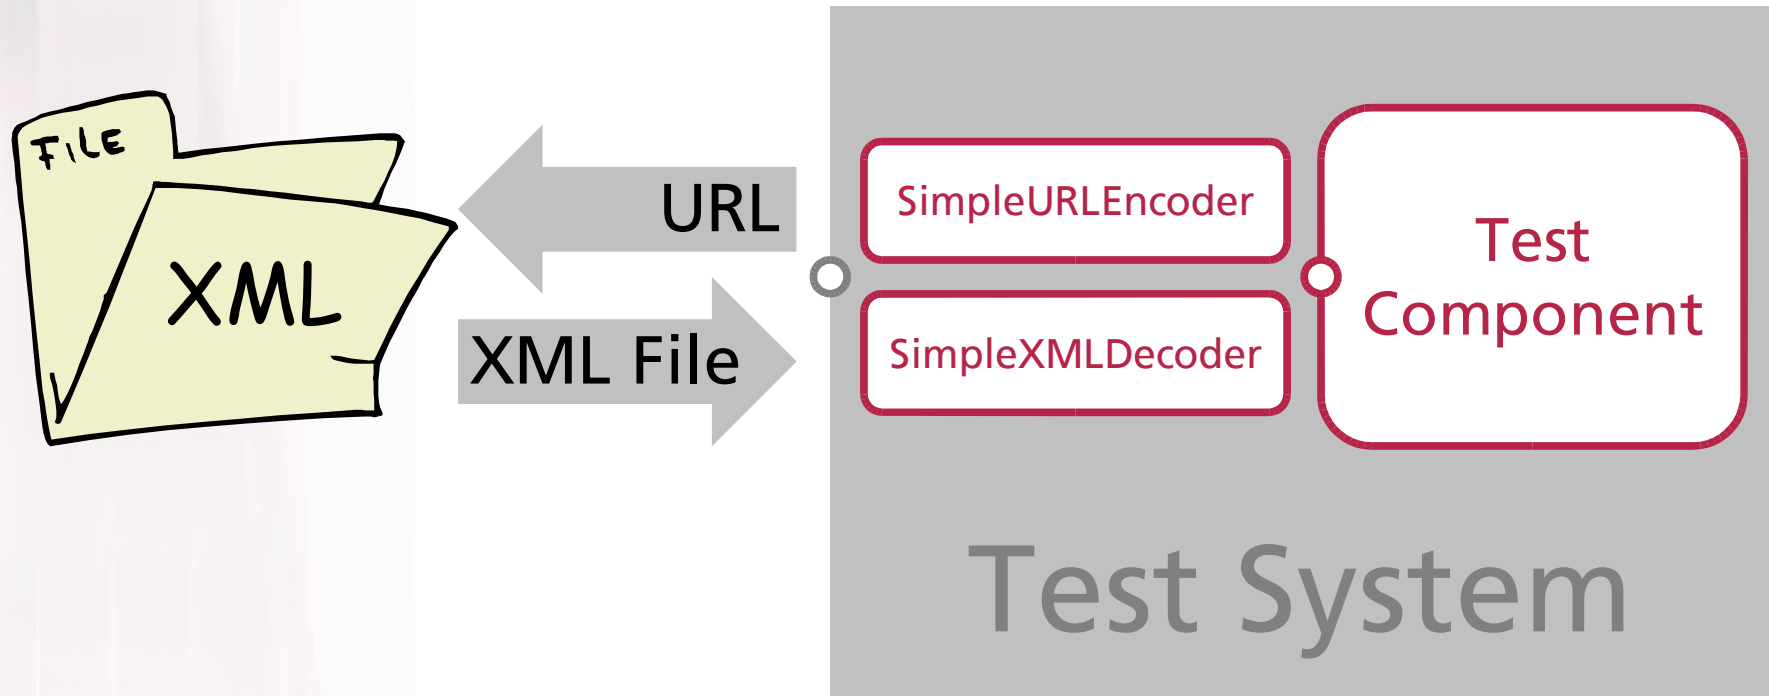 FILE
XML
URL
XML File
SimpleURLEncoder
SimpleXMLDecoder
Test
Component
Test System